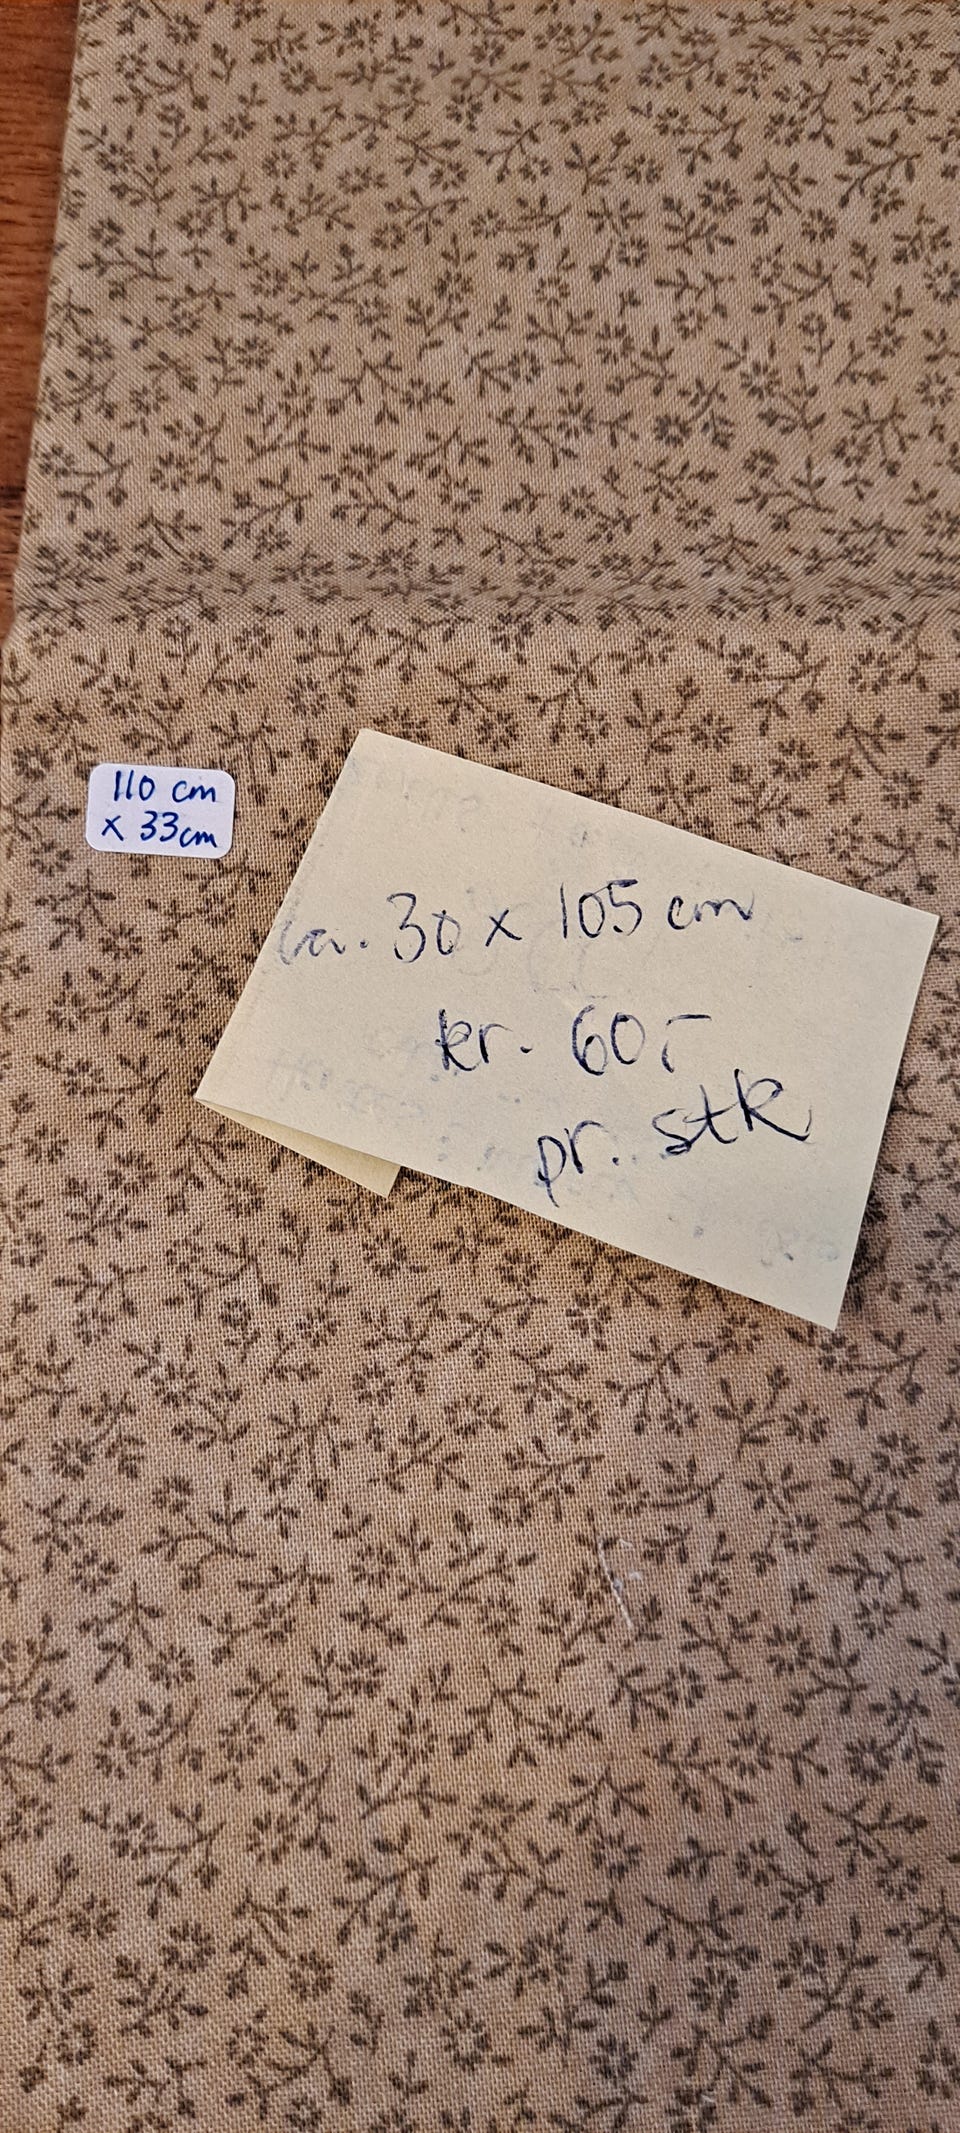 110 cm
x 33cm
ca. 30 x 105 cm
kr. 60,-
pr. stk